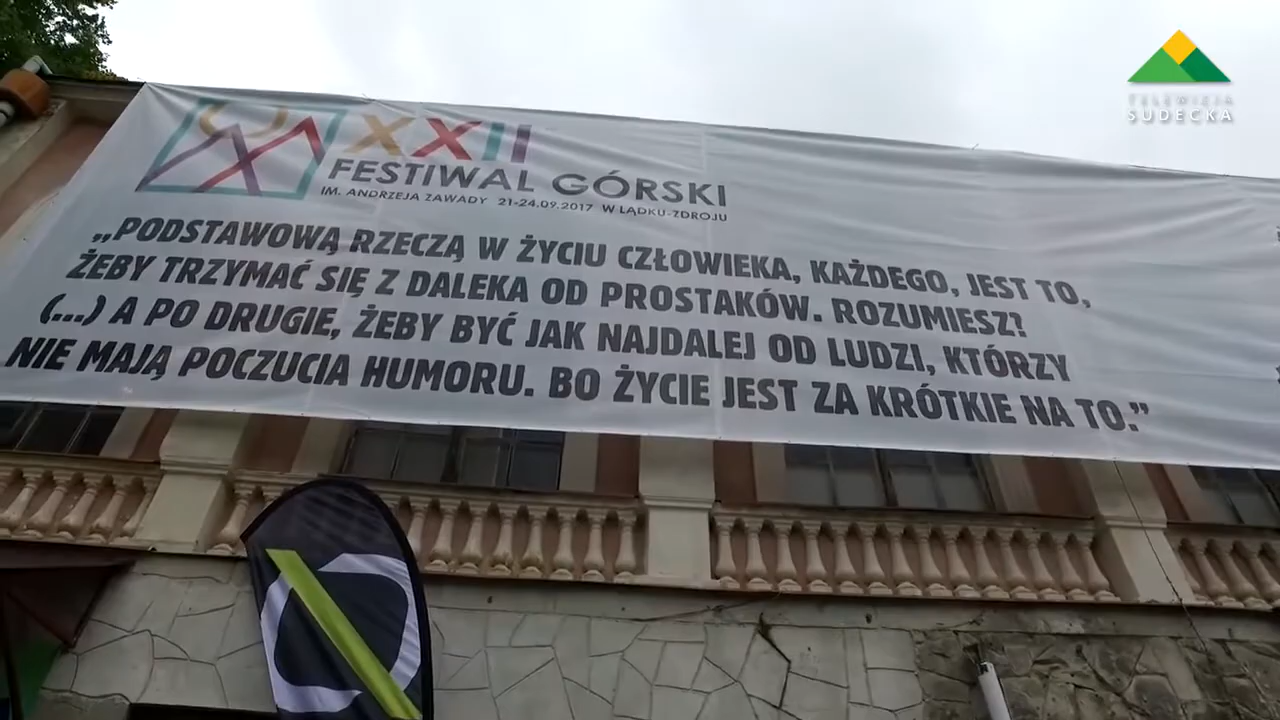 TELEWIZJA
SUDECKA
XXII
FESTIWAL GÓRSKI
IM. ANDRZEJA ZAWADY 21-24.09.2017 W LĄDKU-ZDROJU
„PODSTAWOWĄ RZECZĄ W ŻYCIU CZŁOWIEKA, KAŻDEGO, JEST TO,
ŻEBY TRZYMAĆ SIĘ Z DALEKA OD PROSTAKÓW. ROZUMIESZ?
(...) A PO DRUGIE, ŻEBY BYĆ JAK NAJDALEJ OD LUDZI, KTÓRZY
NIE MAJĄ POCZUCIA HUMORU. BO ŻYCIE JEST ZA KRÓTKIE NA TO.”